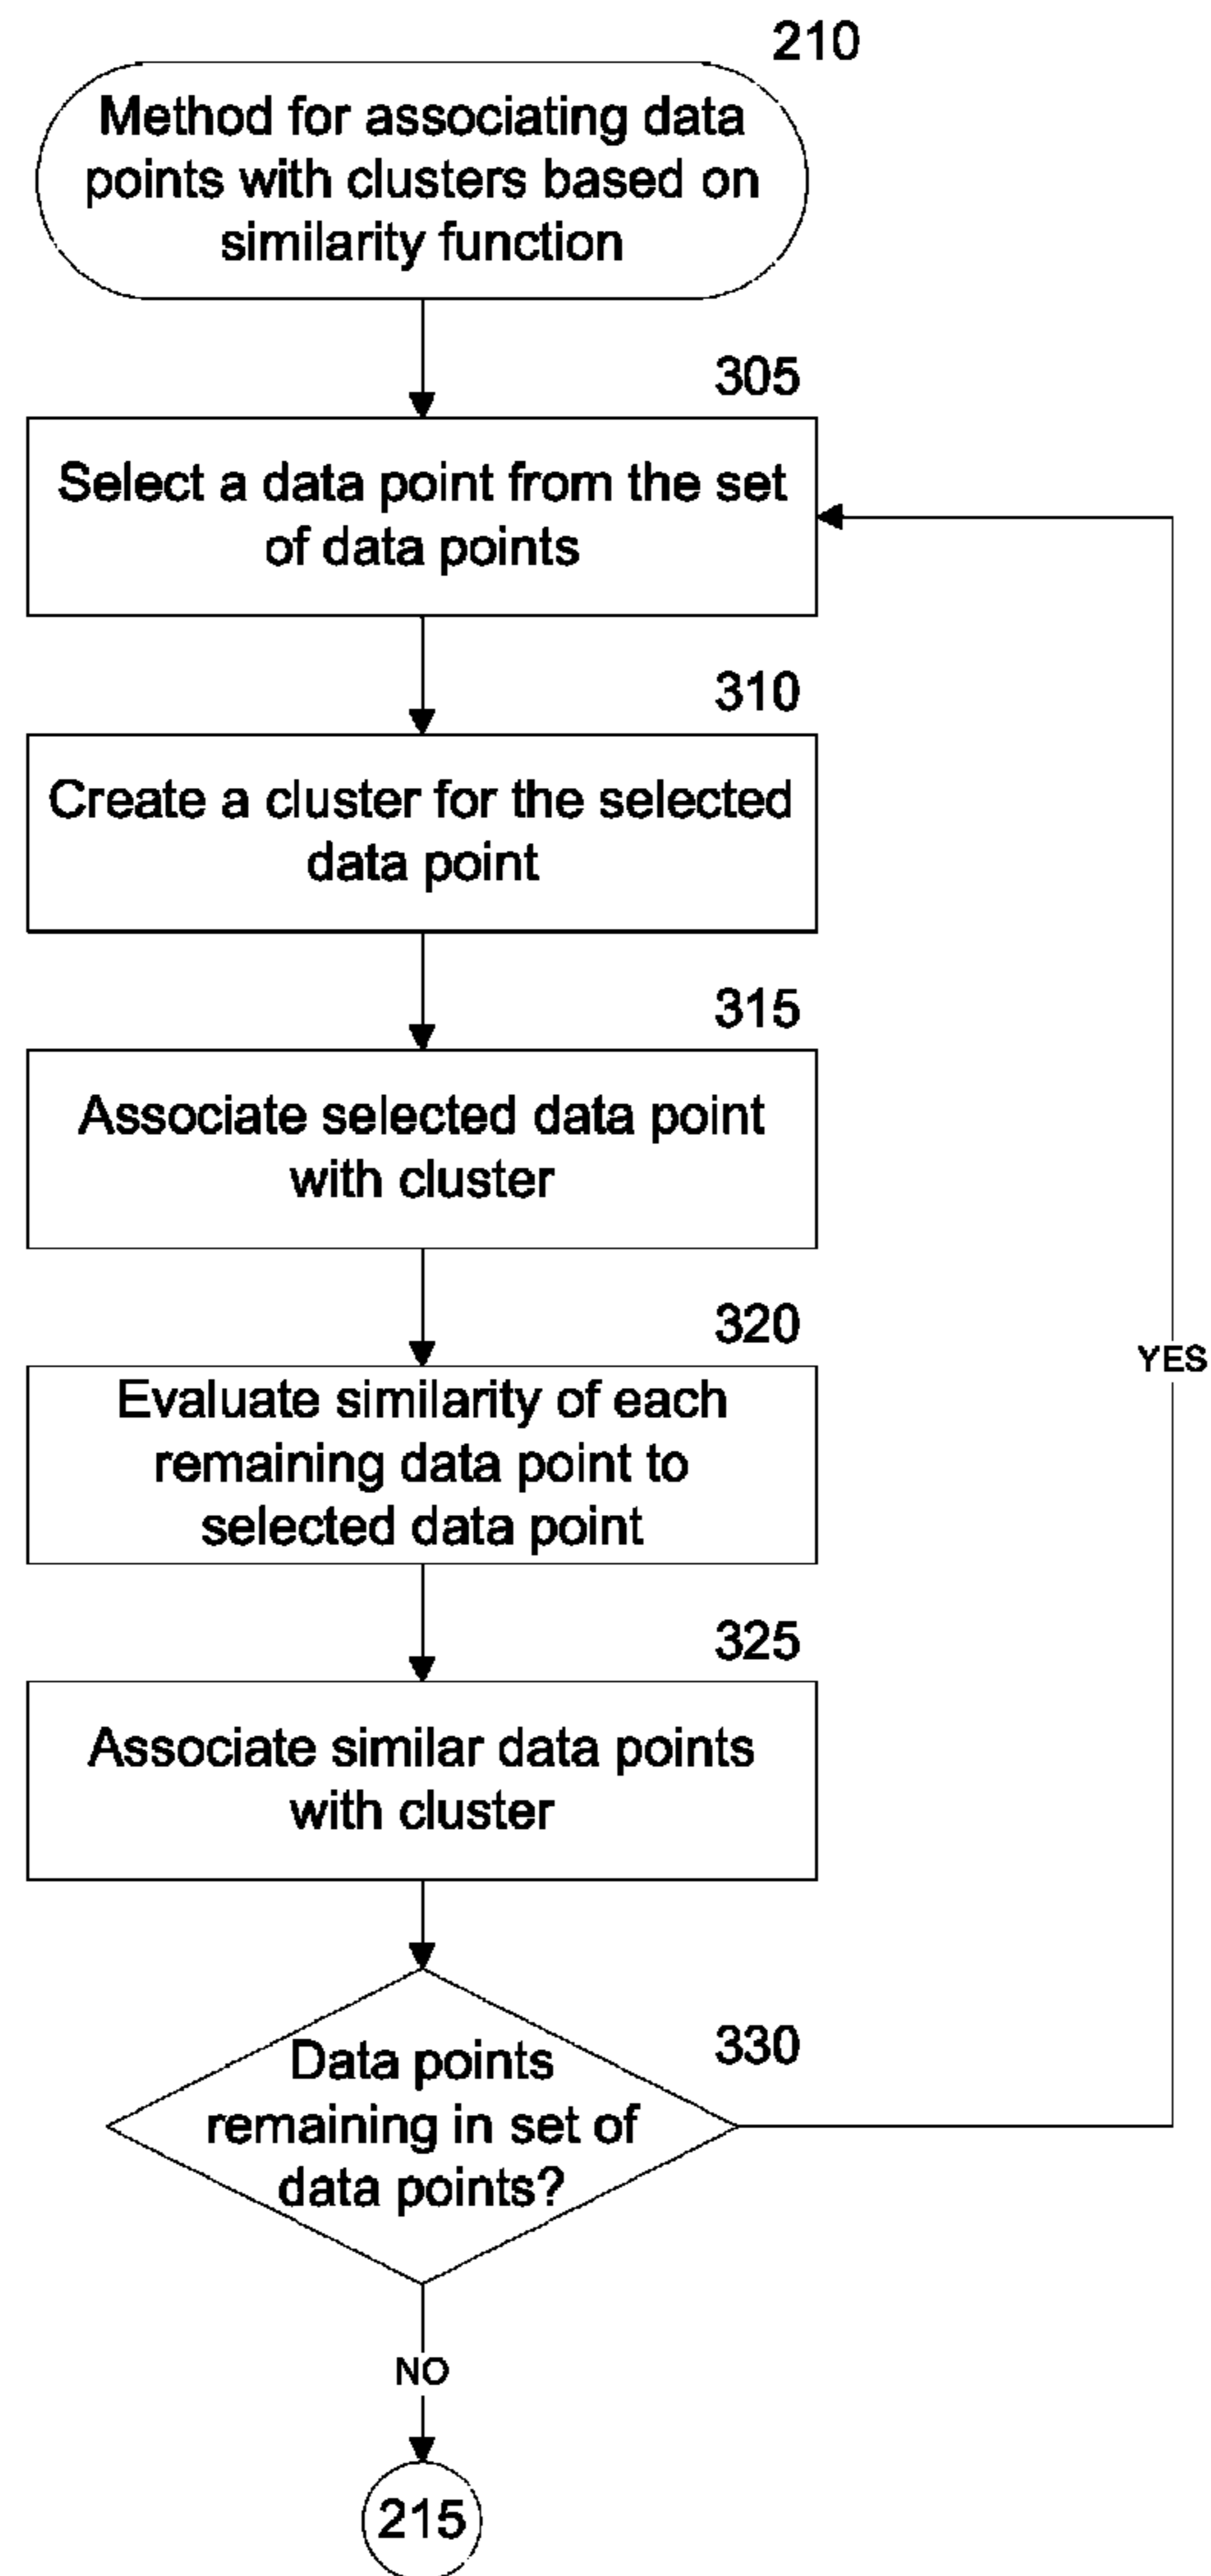 210
Method for associating data
points with clusters based on
similarity function
305
Select a data point from the set
of data points
310
Create a cluster for the selected
data point
315
Associate selected data point
with cluster
320
Evaluate similarity of each
remaining data point to
selected data point
YES
325
Associate similar data points
with cluster
330
Data points
remaining in set of
data points?
NO
215